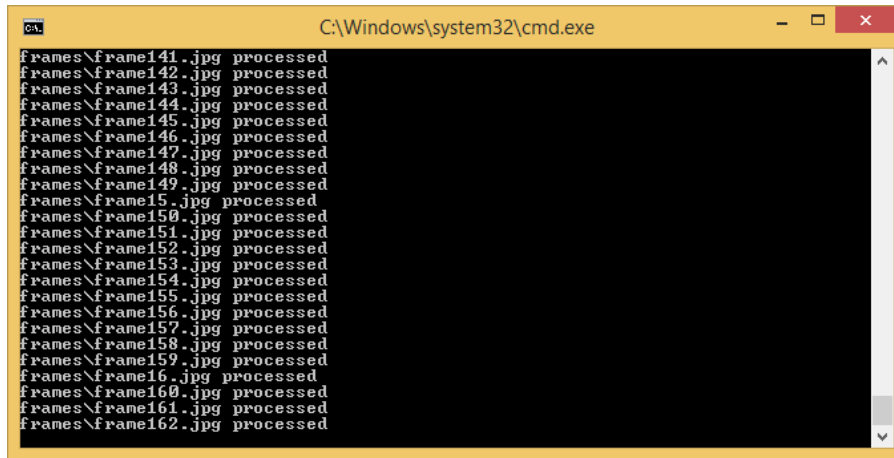 C:\Windows\system32\cmd.exe
frames\frame141.jpg processed
frames\frame142.jpg processed
frames\frame143.jpg processed
frames\frame144.jpg processed
frames\frame145.jpg processed
frames\frame146.jpg processed
frames\frame147.jpg processed
frames\frame148.jpg processed
frames\frame149.jpg processed
frames\frame15.jpg processed
frames\frame150.jpg processed
frames\frame151.jpg processed
frames\frame152.jpg processed
frames\frame153.jpg processed
frames\frame154.jpg processed
frames\frame155.jpg processed
frames\frame156.jpg processed
frames\frame157.jpg processed
frames\frame158.jpg processed
frames\frame159.jpg processed
frames\frame16.jpg processed
frames\frame160.jpg processed
frames\frame161.jpg processed
frames\frame162.jpg processed